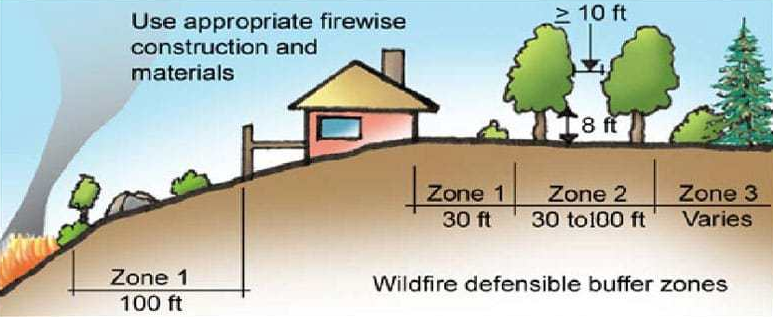 Use appropriate firewise
construction and
materials
≥ 10 ft
8 ft
Zone 1
30 ft
Zone 2
30 to100 ft
Zone 3
Varies
Zone 1
100 ft
Wildfire defensible buffer zones